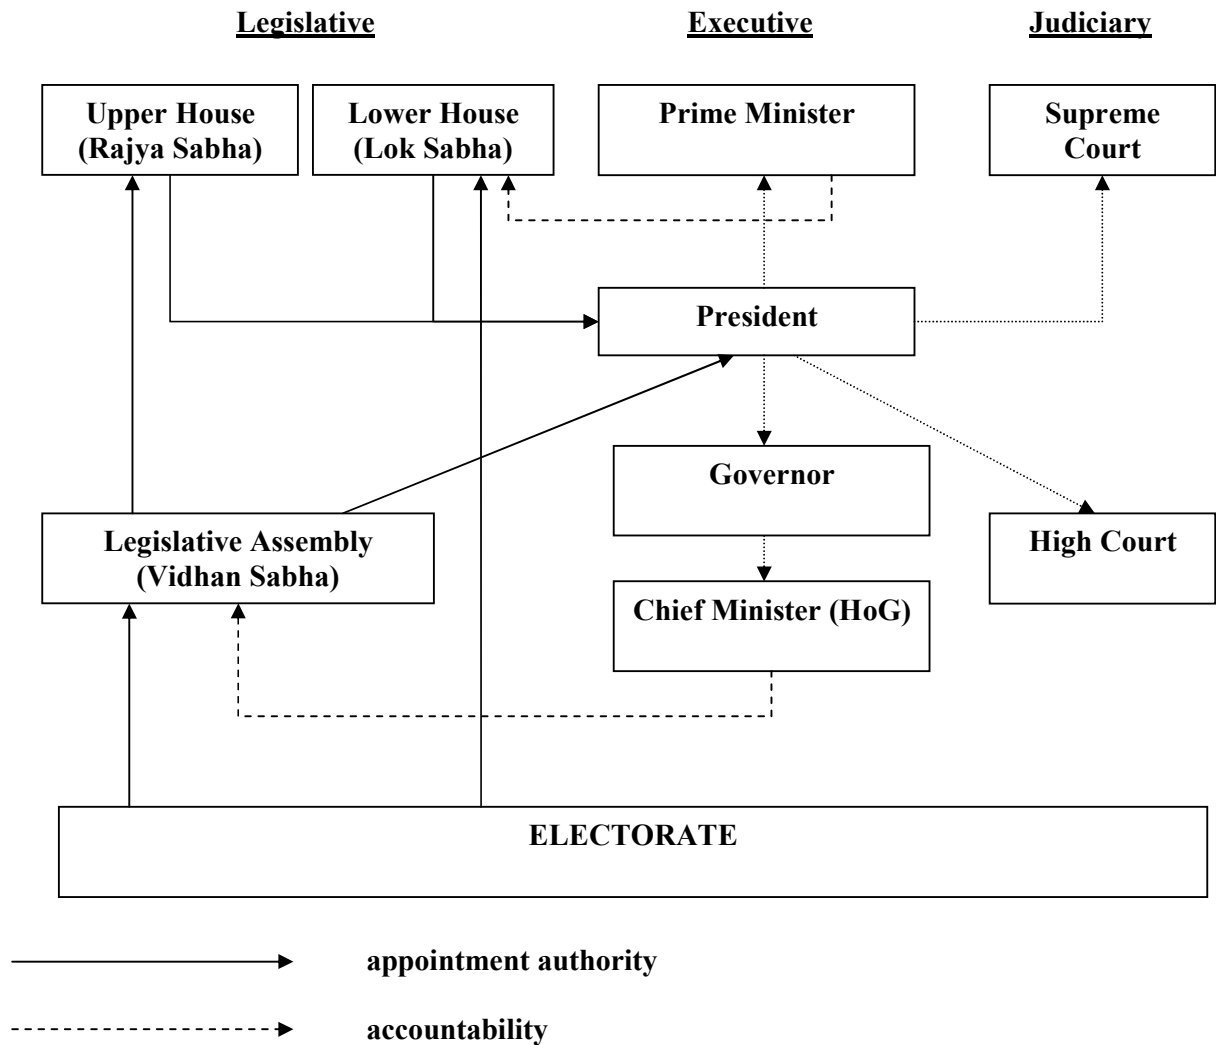 Legislative
Executive
Judiciary
Upper House
(Rajya Sabha)
Lower House
(Lok Sabha)
Prime Minister
Supreme
Court
President
Governor
Legislative Assembly
(Vidhan Sabha)
High Court
Chief Minister (HoG)
ELECTORATE
appointment authority
accountability